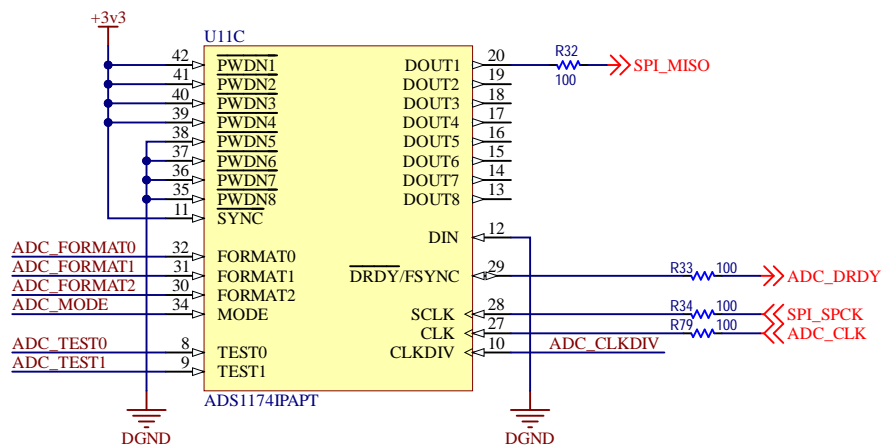 +3v3
U11C
42 PWDN1 DOUT1 20 R32 100 SPI_MISO
41 PWDN2 DOUT2 19
40 PWDN3 DOUT3 18
39 PWDN4 DOUT4 17
38 PWDN5 DOUT5 16
37 PWDN6 DOUT6 15
36 PWDN7 DOUT7 14
35 PWDN8 DOUT8 13
11 SYNC
DIN 12
ADC_FORMAT0 32 FORMAT0
ADC_FORMAT1 31 FORMAT1 DRDY/FSYNC 29 R33 100 ADC_DRDY
ADC_FORMAT2 30 FORMAT2
ADC_MODE 34 MODE SCLK 28 R34 100 SPI_SPCK
CLK 27 R79 100 ADC_CLK
ADC_TEST0 8 TEST0 CLKDIV 10 ADC_CLKDIV
ADC_TEST1 9 TEST1
ADS1174IPAPT
DGND DGND